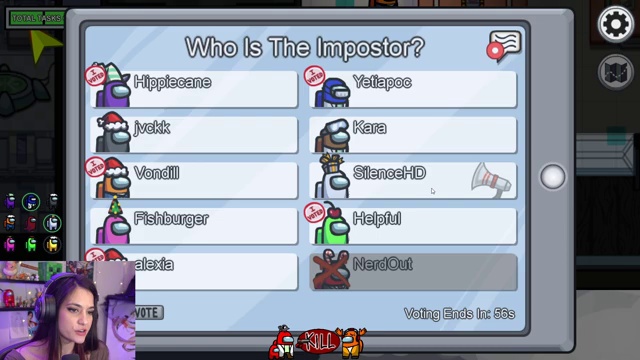 TOTAL TASKS
Who Is The Impostor?
I VOTED Hippiecane
I VOTED Yetiapoc
jvckk
Kara
I VOTED Vondill
SilenceHD
Fishburger
I VOTED Helpful
alexia
NerdOut
VOTE
Voting Ends In: 56s
KILL